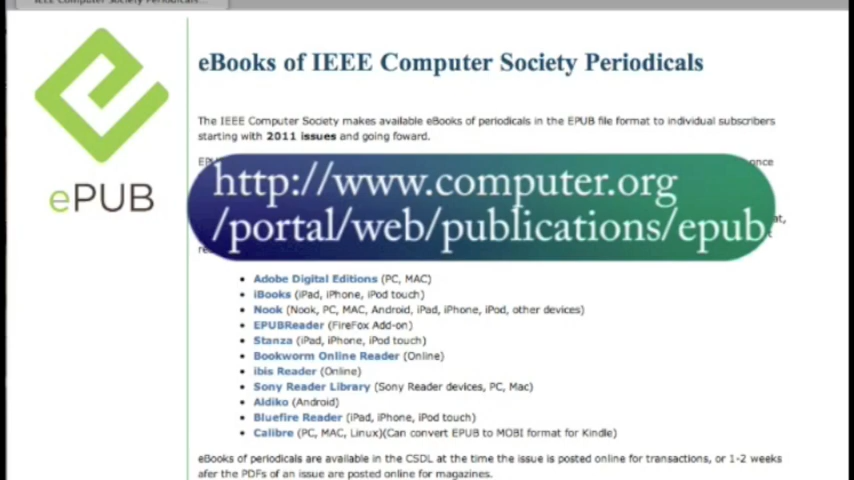 IEEE Computer Society Periodicals...
ePUB
eBooks of IEEE Computer Society Periodicals
The IEEE Computer Society makes available eBooks of periodicals in the EPUB file format to individual subscribers
starting with 2011 issues and going foward.
once
http://www.computer.org
/portal/web/publications/epub
Adobe Digital Editions (PC, MAC)
iBooks (iPad, iPhone, iPod touch)
Nook (Nook, PC, MAC, Android, iPad, iPhone, iPod, other devices)
EPUBReader (FireFox Add-on)
Stanza (iPad, iPhone, iPod touch)
Bookworm Online Reader (Online)
ibis Reader (Online)
Sony Reader Library (Sony Reader devices, PC, Mac)
Aldiko (Android)
Bluefire Reader (iPad, iPhone, iPod touch)
Calibre (PC, MAC, Linux)(Can convert EPUB to MOBI format for Kindle)
eBooks of periodicals are available in the CSDL at the time the issue is posted online for transactions, or 1-2 weeks
afer the PDFs of an issue are posted online for magazines.